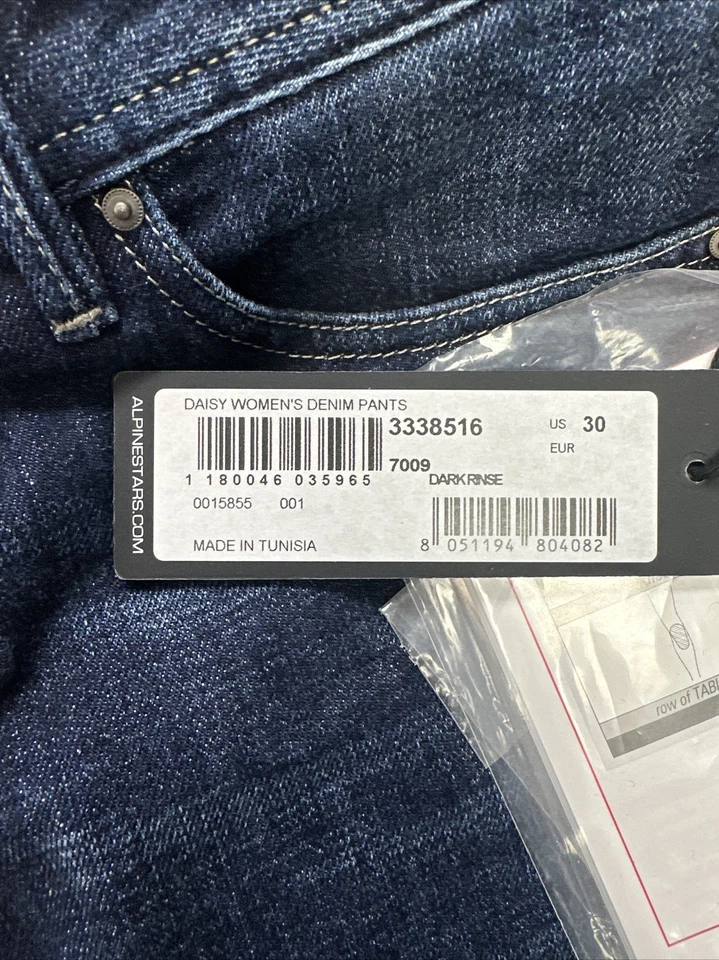 ALPINESTARS.COM
DAISY WOMEN'S DENIM PANTS
3338516
US 30
EUR
7009
DARK RINSE
1 180046 035965
0015855 001
MADE IN TUNISIA
8 051194 804082
row of TABL